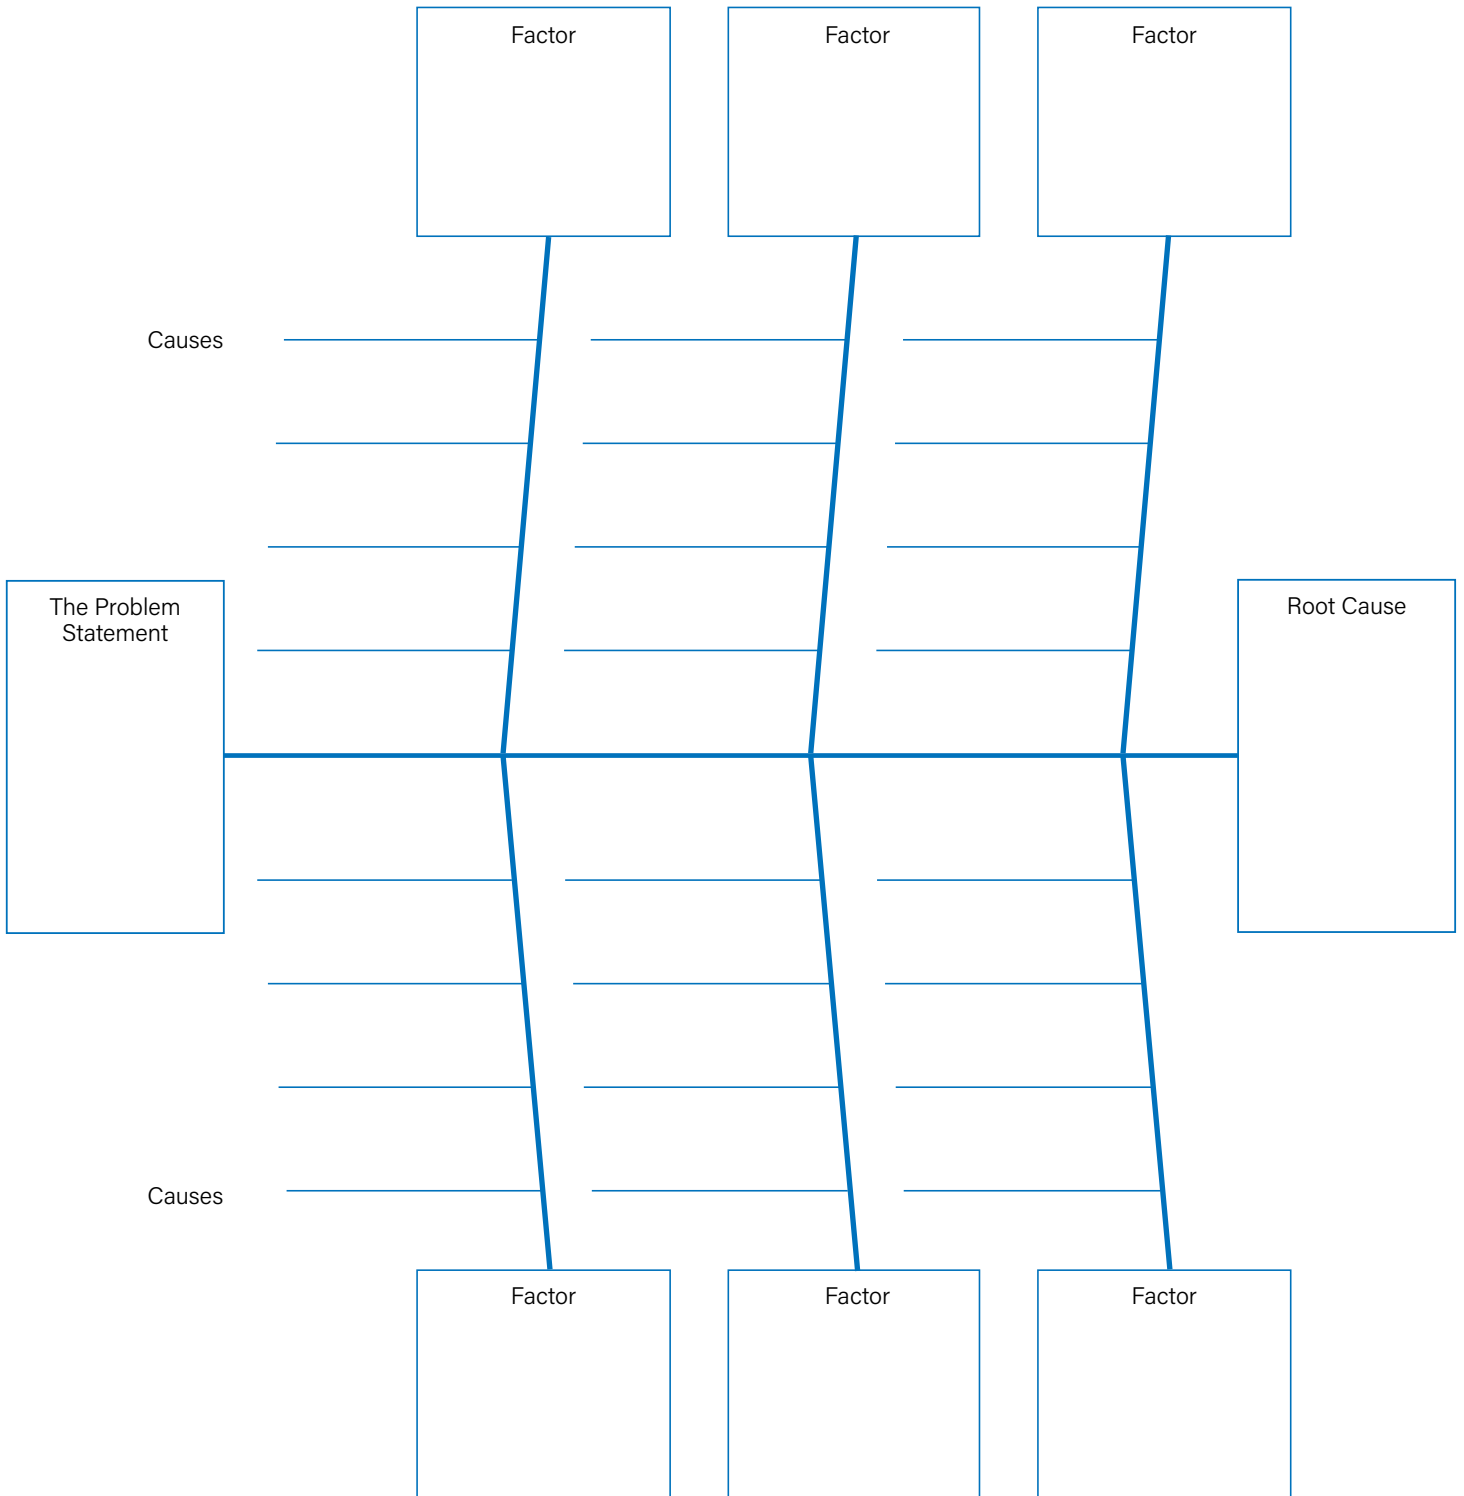 Factor
Factor
Factor
Causes
The Problem
Statement
Root Cause
Causes
Factor
Factor
Factor